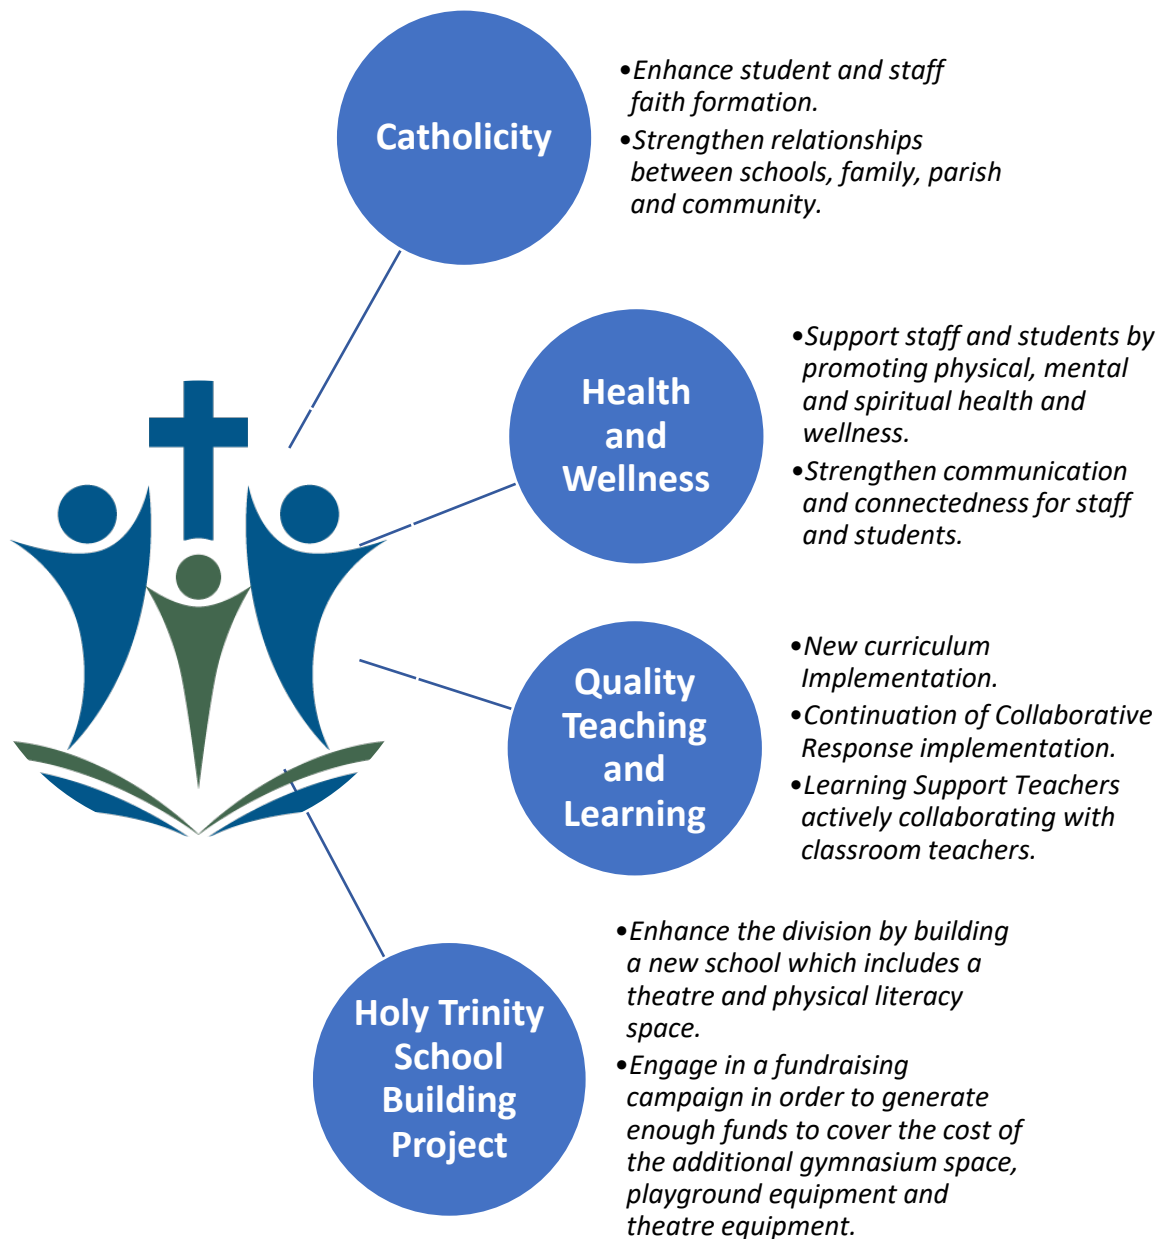 Catholicity
•Enhance student and staff
faith formation.
•Strengthen relationships
between schools, family, parish
and community.
Health
and
Wellness
•Support staff and students by
promoting physical, mental
and spiritual health and
wellness.
•Strengthen communication
and connectedness for staff
and students.
Quality
Teaching
and
Learning
•New curriculum
Implementation.
•Continuation of Collaborative
Response implementation.
•Learning Support Teachers
actively collaborating with
classroom teachers.
Holy Trinity
School
Building
Project
•Enhance the division by building
a new school which includes a
theatre and physical literacy
space.
•Engage in a fundraising
campaign in order to generate
enough funds to cover the cost of
the additional gymnasium space,
playground equipment and
theatre equipment.